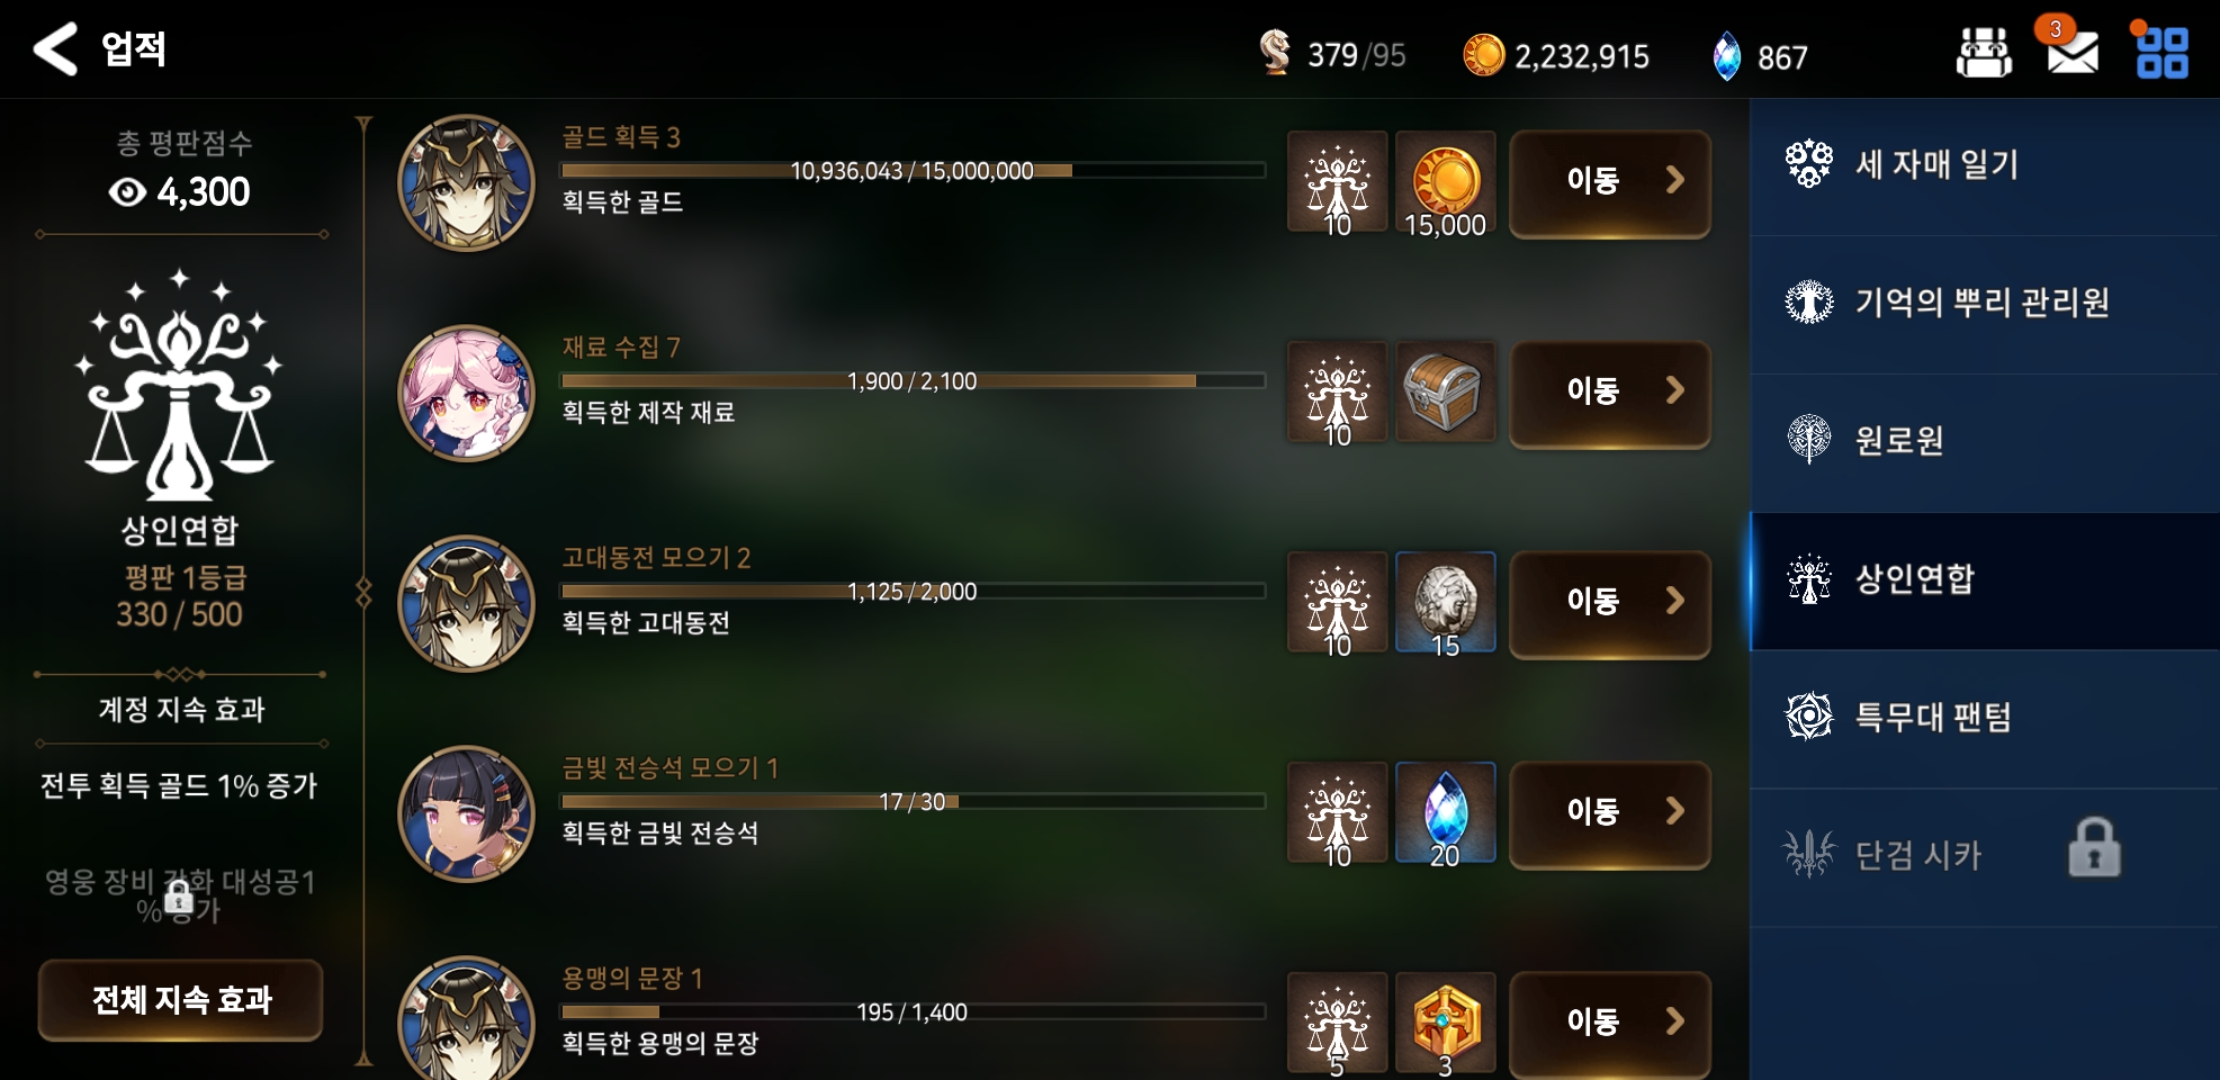 업적
379/95
2,232,915
867
3
총 평판점수
4,300
상인연합
평판 1등급
330 / 500
계정 지속 효과
전투 획득 골드 1% 증가
영웅 장비 강화 대성공1
% 증가
전체 지속 효과
골드 획득 3
10,936,043 / 15,000,000
획득한 골드
10
15,000
이동
재료 수집 7
1,900 / 2,100
획득한 제작 재료
10
이동
고대동전 모으기 2
1,125 / 2,000
획득한 고대동전
10
15
이동
금빛 전승석 모으기 1
17 / 30
획득한 금빛 전승석
10
20
이동
용맹의 문장 1
195 / 1,400
획득한 용맹의 문장
5
3
이동
세 자매 일기
기억의 뿌리 관리원
원로원
상인연합
특무대 팬텀
단검 시카